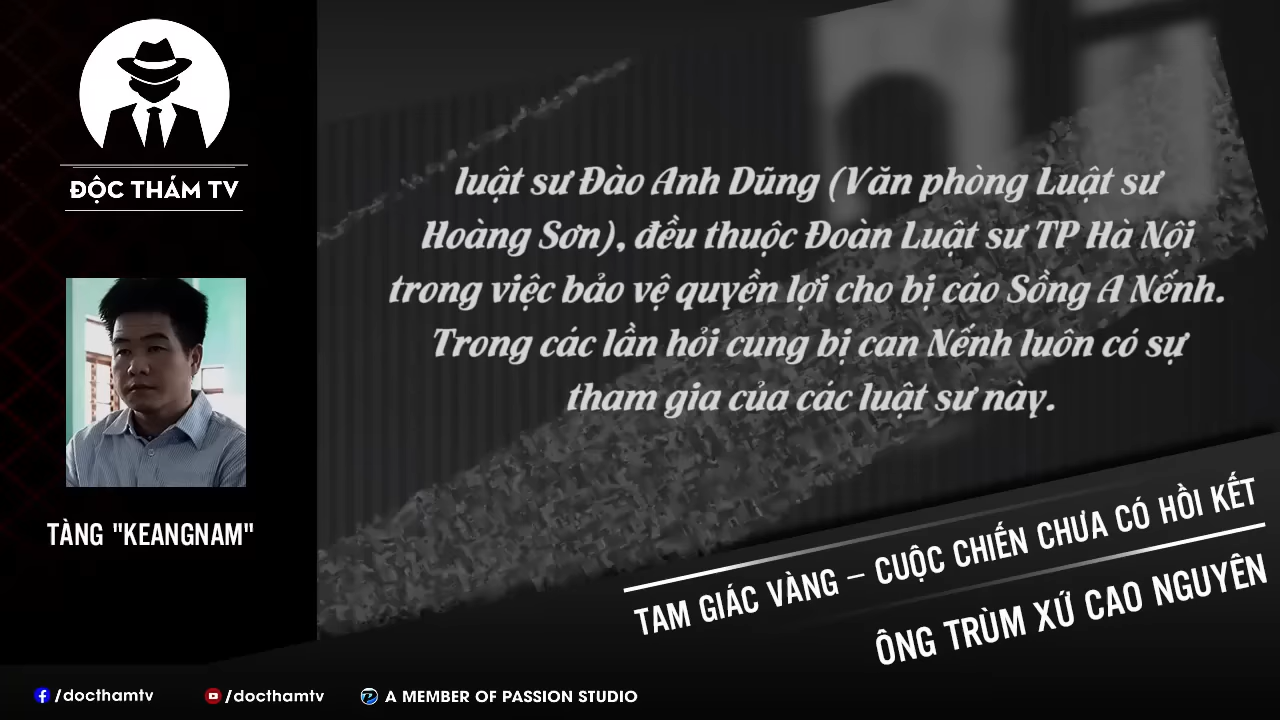 ĐỘC THÁM TV
TÀNG "KEANGNAM"
luật sư Đào Anh Dũng (Văn phòng Luật sư
Hoàng Sơn), đều thuộc Đoàn Luật sư TP Hà Nội
trong việc bảo vệ quyền lợi cho bị cáo Sồng A Nếnh.
Trong các lần hỏi cung bị can Nếnh luôn có sự
tham gia của các luật sư này.
TAM GIÁC VÀNG – CUỘC CHIẾN CHƯA CÓ HỒI KẾT
ÔNG TRÙM XỨ CAO NGUYÊN
/docthamtv
/docthamtv
A MEMBER OF PASSION STUDIO